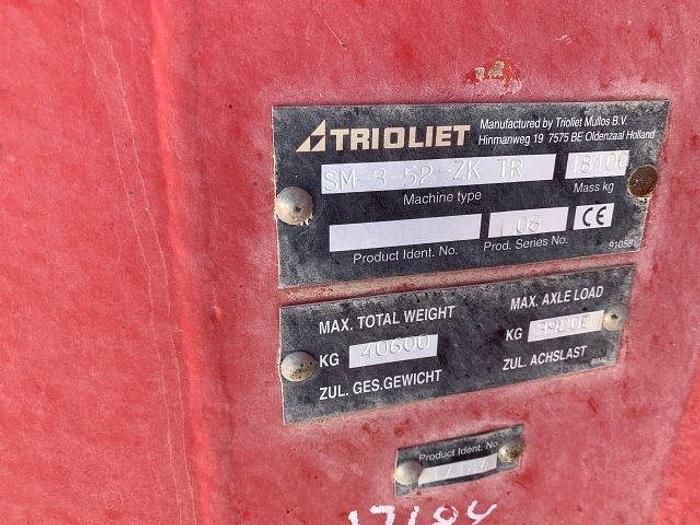 TRIOLIET
Manufactured by Trioliet Mullos B.V.
Hinmanweg 19 7575 BE Oldenzaal Holland
SM-3-52-ZK TR
18100
Machine type
Mass kg
08
CE
Product Ident. No.
Prod. Series No.
91058
MAX. TOTAL WEIGHT
MAX. AXLE LOAD
KG 40600
KG
ZUL. GES.GEWICHT
ZUL. ACHSLAST
Product Ident. No.